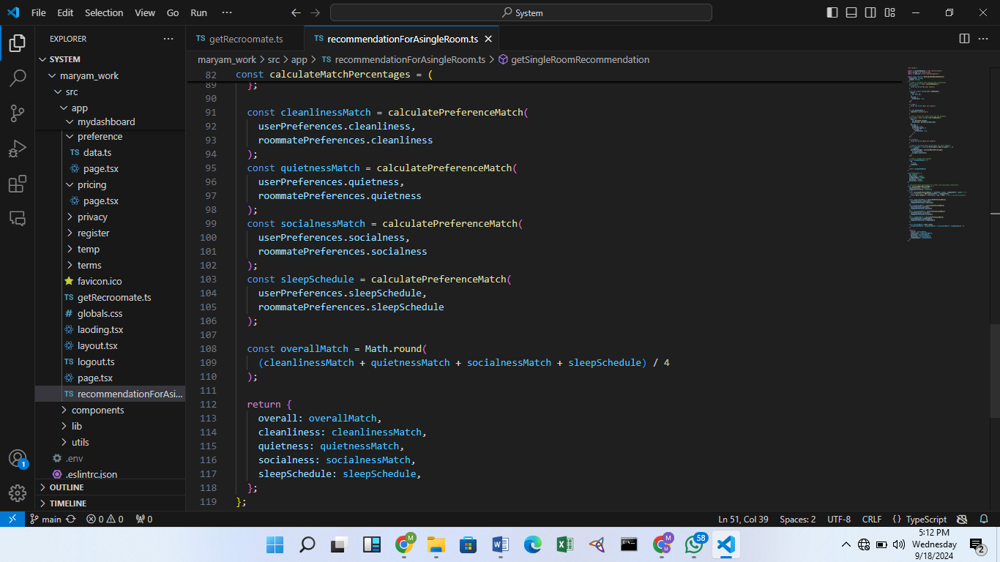 File Edit Selection View Go Run ··· System
EXPLORER ···
SYSTEM
maryam_work
src
app
mydashboard
preference
TS data.ts
page.tsx
pricing
page.tsx
privacy
register
temp
terms
favicon.ico
TS getRecroomate.ts
# globals.css
laoding.tsx
layout.tsx
TS logout.ts
page.tsx
TS recommendationForAsi...
components
lib
utils
.env
.eslintrc.json
OUTLINE
TIMELINE
TS getRecroomate.ts TS recommendationForAsingleRoom.ts
maryam_work > src > app > TS recommendationForAsingleRoom.ts > getSingleRoomRecommendation
82 const calculateMatchPercentages = (
89 };
90
91 const cleanlinessMatch = calculatePreferenceMatch(
92 userPreferences.cleanliness,
93 roommatePreferences.cleanliness
94 );
95 const quietnessMatch = calculatePreferenceMatch(
96 userPreferences.quietness,
97 roommatePreferences.quietness
98 );
99 const socialnessMatch = calculatePreferenceMatch(
100 userPreferences.socialness,
101 roommatePreferences.socialness
102 );
103 const sleepSchedule = calculatePreferenceMatch(
104 userPreferences.sleepSchedule,
105 roommatePreferences.sleepSchedule
106 );
107
108 const overallMatch = Math.round(
109 (cleanlinessMatch + quietnessMatch + socialnessMatch + sleepSchedule) / 4
110 );
111
112 return {
113 overall: overallMatch,
114 cleanliness: cleanlinessMatch,
115 quietness: quietnessMatch,
116 socialness: socialnessMatch,
117 sleepSchedule: sleepSchedule,
118 };
119 };
1
main 0 0 0 Ln 51, Col 39 Spaces: 2 UTF-8 CRLF {} TypeScript
M M 58
5:12 PM
Wednesday
9/18/2024
2